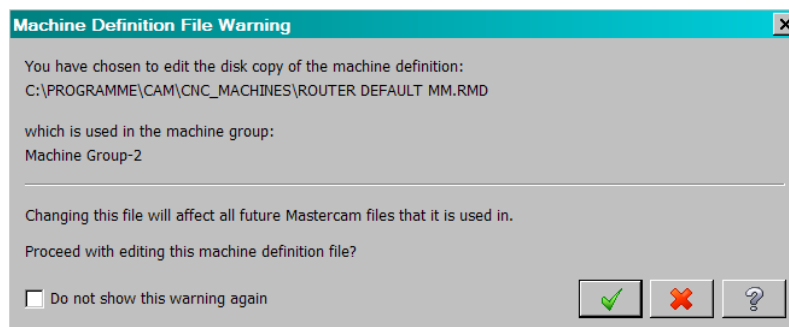 Machine Definition File Warning
You have chosen to edit the disk copy of the machine definition:
C:\PROGRAMME\CAM\CNC_MACHINES\ROUTER DEFAULT MM.RMD
which is used in the machine group:
Machine Group-2
Changing this file will affect all future Mastercam files that it is used in.
Proceed with editing this machine definition file?
Do not show this warning again